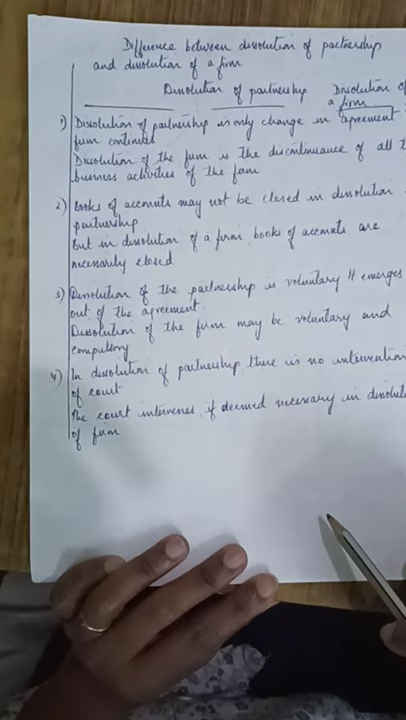 Difference between dissolution of partnership
and dissolution of a firm
Dissolution of partnership Dissolution of
a firm
1) Dissolution of partnership is only change in agreement
firm continues
Dissolution of the firm is the discontinuance of all t
business activities of the firm
2) Books of accounts may not be closed in dissolution
partnership
But in dissolution of a firm books of accounts are
necessarily closed
3) Dissolution of the partnership is voluntary It emerges
out of the agreement.
Dissolution of the firm may be voluntary and
compulsory
4) In dissolution of partnership there is no intervention
of court
The court intervenes, if deemed necessary in dissolut
of firm